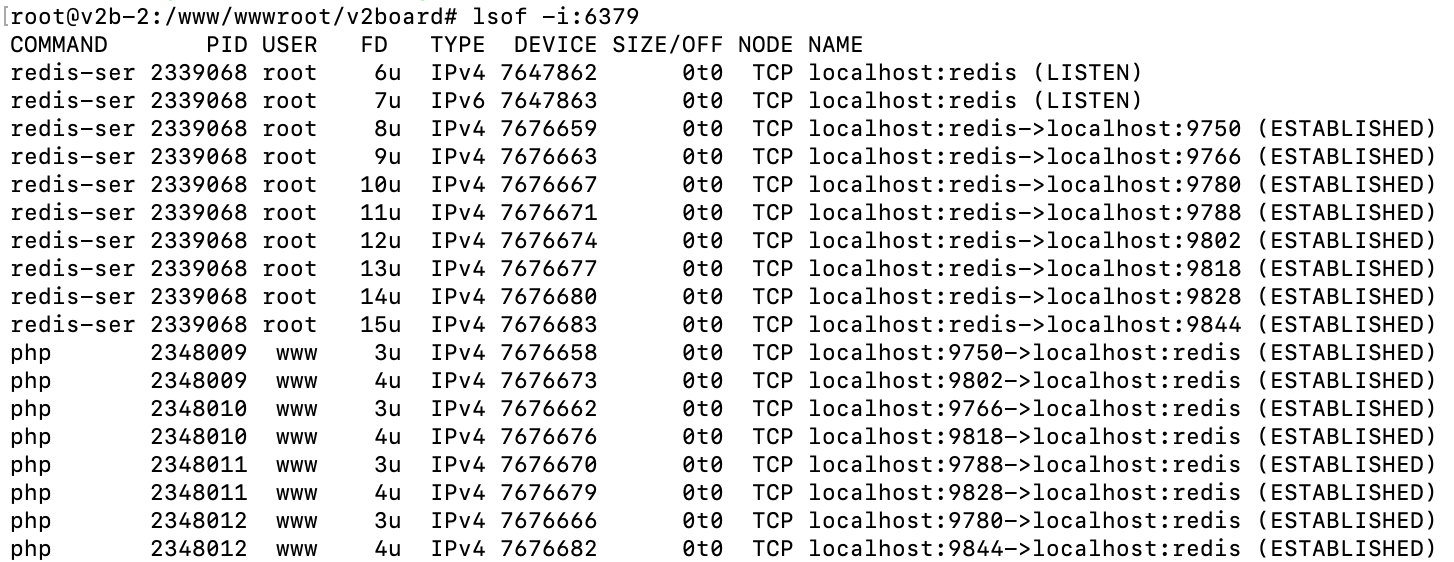 [root@v2b-2:/www/wwwroot/v2board# lsof -i:6379
COMMAND       PID USER   FD   TYPE  DEVICE SIZE/OFF NODE NAME
redis-ser 2339068 root    6u  IPv4 7647862      0t0  TCP localhost:redis (LISTEN)
redis-ser 2339068 root    7u  IPv6 7647863      0t0  TCP localhost:redis (LISTEN)
redis-ser 2339068 root    8u  IPv4 7676659      0t0  TCP localhost:redis->localhost:9750 (ESTABLISHED)
redis-ser 2339068 root    9u  IPv4 7676663      0t0  TCP localhost:redis->localhost:9766 (ESTABLISHED)
redis-ser 2339068 root   10u  IPv4 7676667      0t0  TCP localhost:redis->localhost:9780 (ESTABLISHED)
redis-ser 2339068 root   11u  IPv4 7676671      0t0  TCP localhost:redis->localhost:9788 (ESTABLISHED)
redis-ser 2339068 root   12u  IPv4 7676674      0t0  TCP localhost:redis->localhost:9802 (ESTABLISHED)
redis-ser 2339068 root   13u  IPv4 7676677      0t0  TCP localhost:redis->localhost:9818 (ESTABLISHED)
redis-ser 2339068 root   14u  IPv4 7676680      0t0  TCP localhost:redis->localhost:9828 (ESTABLISHED)
redis-ser 2339068 root   15u  IPv4 7676683      0t0  TCP localhost:redis->localhost:9844 (ESTABLISHED)
php       2348009  www    3u  IPv4 7676658      0t0  TCP localhost:9750->localhost:redis (ESTABLISHED)
php       2348009  www    4u  IPv4 7676673      0t0  TCP localhost:9802->localhost:redis (ESTABLISHED)
php       2348010  www    3u  IPv4 7676662      0t0  TCP localhost:9766->localhost:redis (ESTABLISHED)
php       2348010  www    4u  IPv4 7676676      0t0  TCP localhost:9818->localhost:redis (ESTABLISHED)
php       2348011  www    3u  IPv4 7676670      0t0  TCP localhost:9788->localhost:redis (ESTABLISHED)
php       2348011  www    4u  IPv4 7676679      0t0  TCP localhost:9828->localhost:redis (ESTABLISHED)
php       2348012  www    3u  IPv4 7676666      0t0  TCP localhost:9780->localhost:redis (ESTABLISHED)
php       2348012  www    4u  IPv4 7676682      0t0  TCP localhost:9844->localhost:redis (ESTABLISHED)